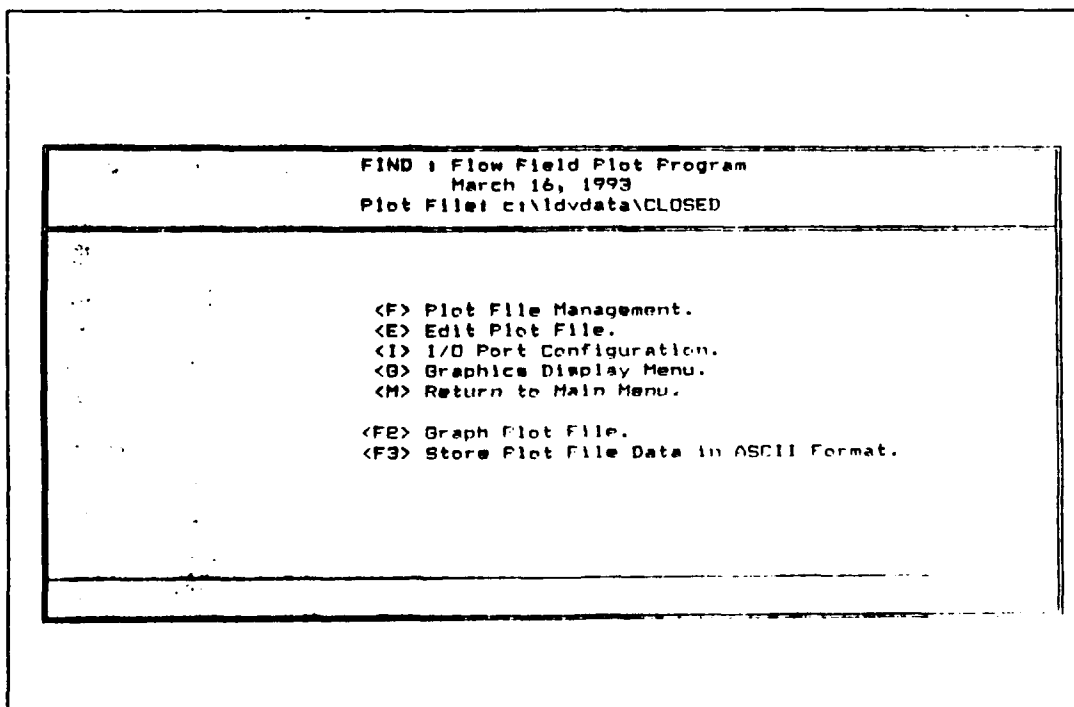 FIND : Flow Field Plot Program
March 16, 1993
Plot File: c:\ldvdata\CLOSED
<F> Plot File Management.
<E> Edit Plot File.
<I> I/O Port Configuration.
<G> Graphics Display Menu.
<M> Return to Main Menu.
<F2> Graph Plot File.
<F3> Store Plot File Data in ASCII Format.